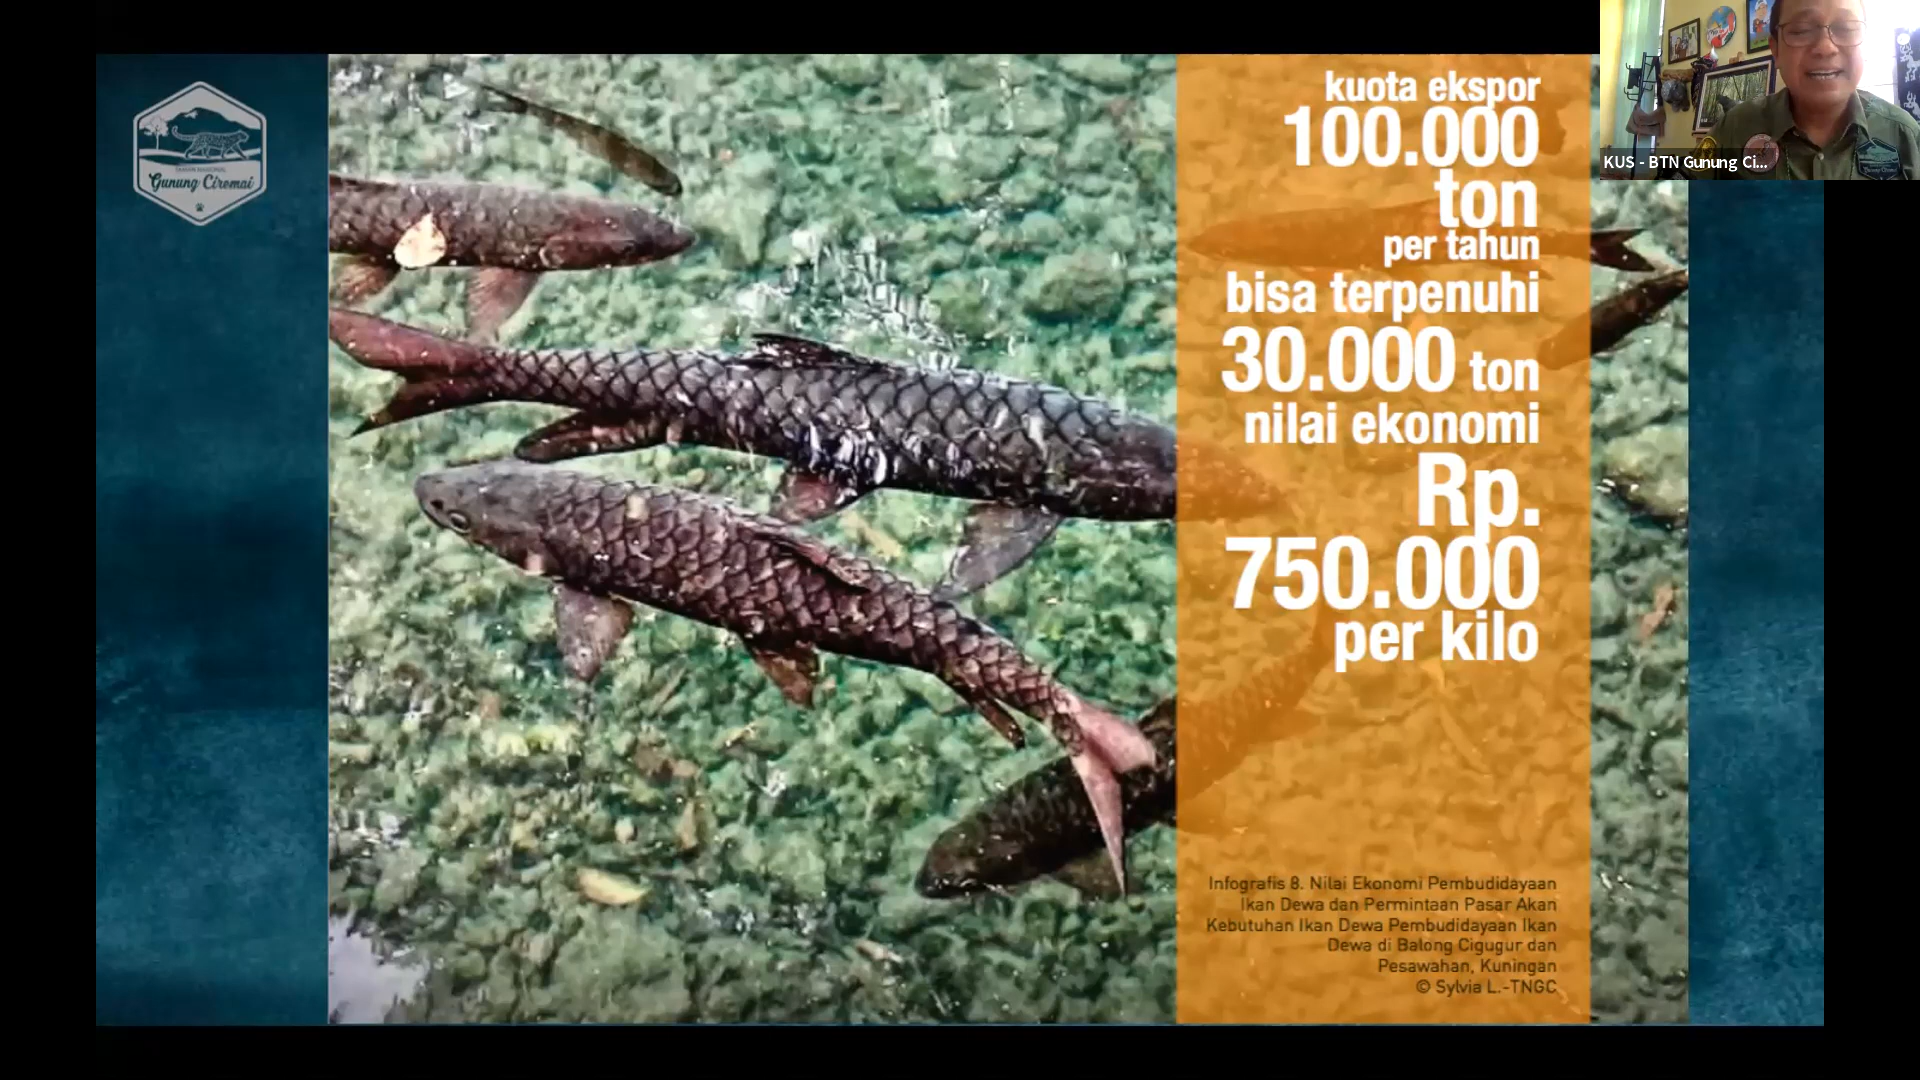 TAMAN NASIONAL
Gunung Ciremai
kuota ekspor
100.000
ton
per tahun
bisa terpenuhi
30.000 ton
nilai ekonomi
Rp.
750.000
per kilo
Infografis 8. Nilai Ekonomi Pembudidayaan
Ikan Dewa dan Permintaan Pasar Akan
Kebutuhan Ikan Dewa Pembudidayaan Ikan
Dewa di Balong Cigugur dan
Pesawahan, Kuningan
© Sylvia L.-TNGC
KUS - BTN Gunung Ci...